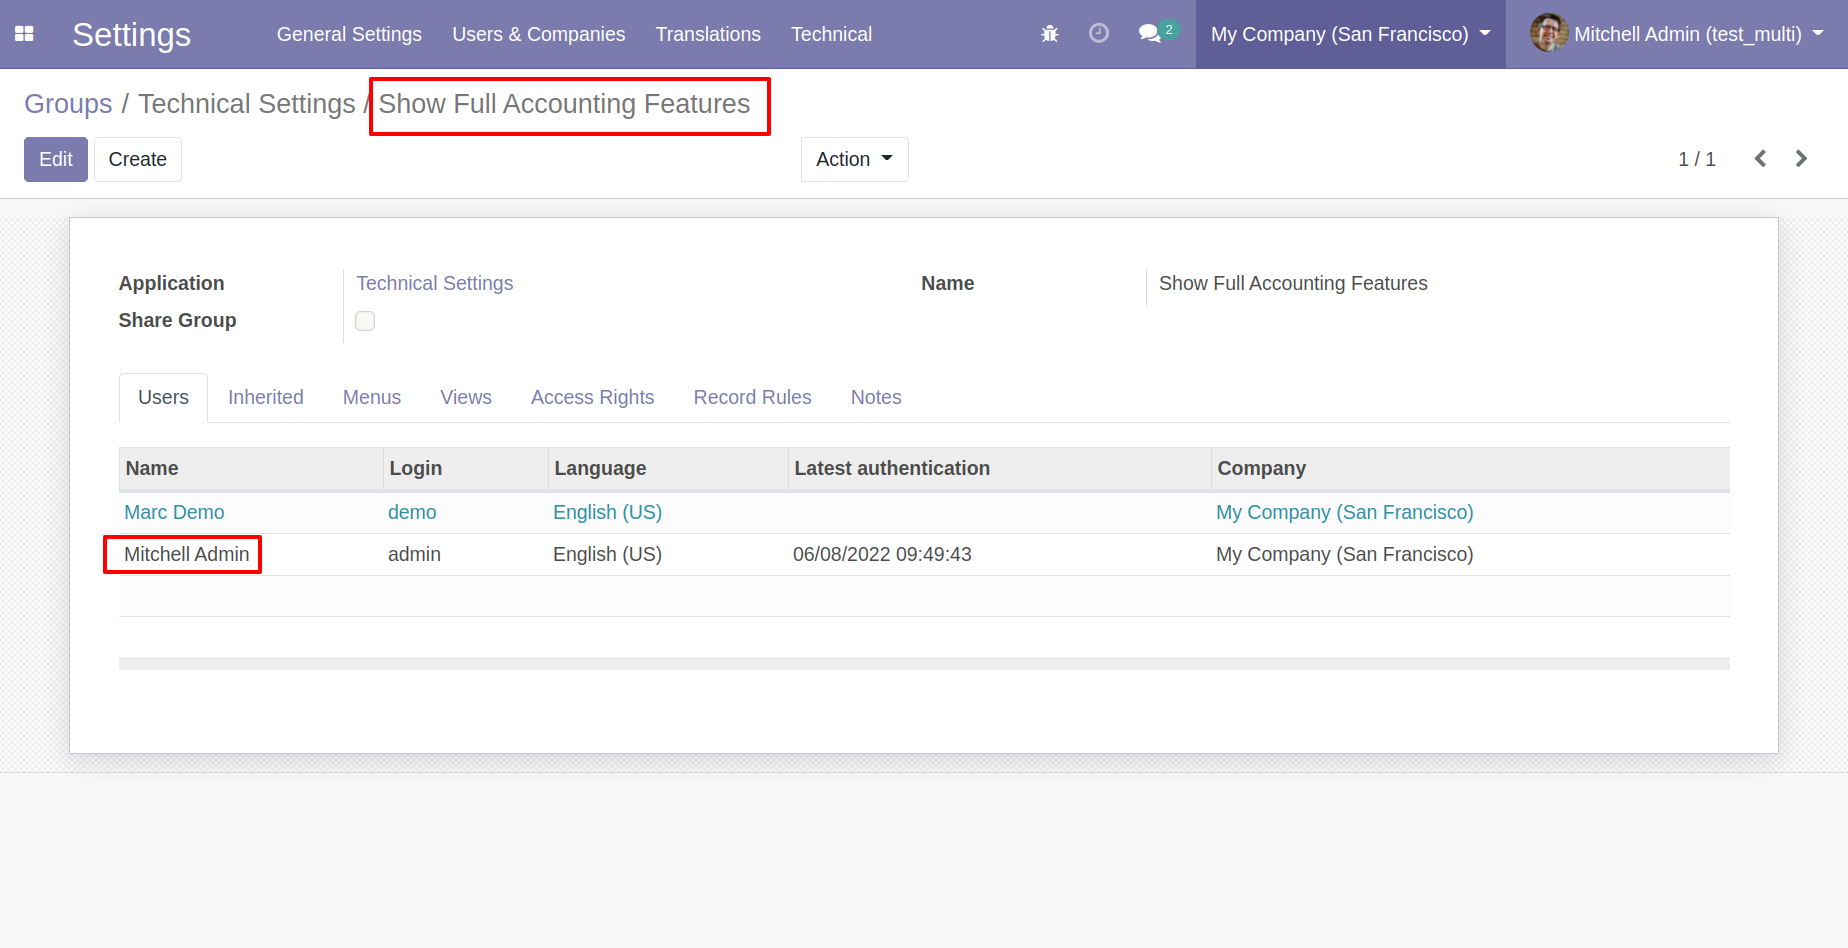 Settings General Settings Users & Companies Translations Technical 2 My Company (San Francisco) Mitchell Admin (test_multi)
Groups / Technical Settings / Show Full Accounting Features
Edit Create Action 1 / 1
Application Technical Settings Name Show Full Accounting Features
Share Group
Users Inherited Menus Views Access Rights Record Rules Notes
Name Login Language Latest authentication Company
Marc Demo demo English (US) My Company (San Francisco)
Mitchell Admin admin English (US) 06/08/2022 09:49:43 My Company (San Francisco)